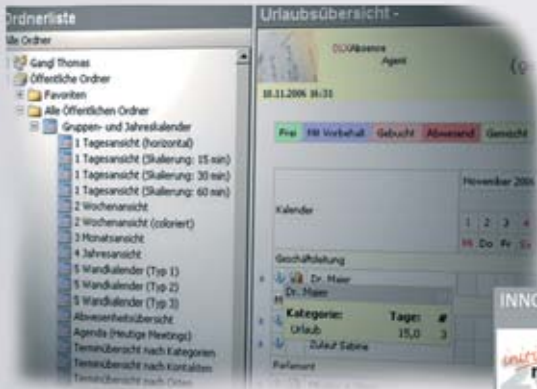 Ordnerliste
Alle Ordner
Gangl Thomas
Öffentliche Ordner
Favoriten
Alle Öffentlichen Ordner
Gruppen- und Jahreskalender
1 Tagesansicht (horizontal)
1 Tagesansicht (Skalierung: 15 min)
1 Tagesansicht (Skalierung: 30 min)
1 Tagesansicht (Skalierung: 60 min)
2 Wochenansicht
2 Wochenansicht (coloriert)
3 Monatsansicht
4 Jahresansicht
5 Wandkalender (Typ 1)
5 Wandkalender (Typ 2)
5 Wandkalender (Typ 3)
Abwesenheitsübersicht
Agenda (Heutige Meetings)
Terminübersicht nach Kategorien
Terminübersicht nach Kontakten
Terminübersicht nach Orten
Urlaubsübersicht -
Agent
(g
10.11.2006 16:31
Frei Mit Vorbehalt Gebucht Abwesend Gemischt
November 2006
Kalender
1 2 3 4
Mi Do Fr Sa
Geschäftsleitung
Dr. Maier
Dr. Maier
Kategorie: Tage: #
Urlaub 15,0 3
Zulauf Sabine
Parlament
INNO